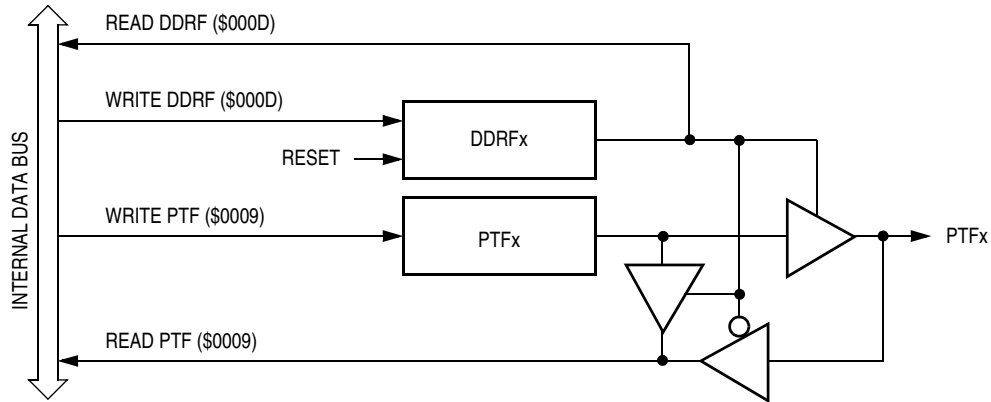 READ DDRF ($000D)
WRITE DDRF ($000D)
DDRFx
RESET
INTERNAL DATA BUS
WRITE PTF ($0009)
PTFx
PTFx
READ PTF ($0009)